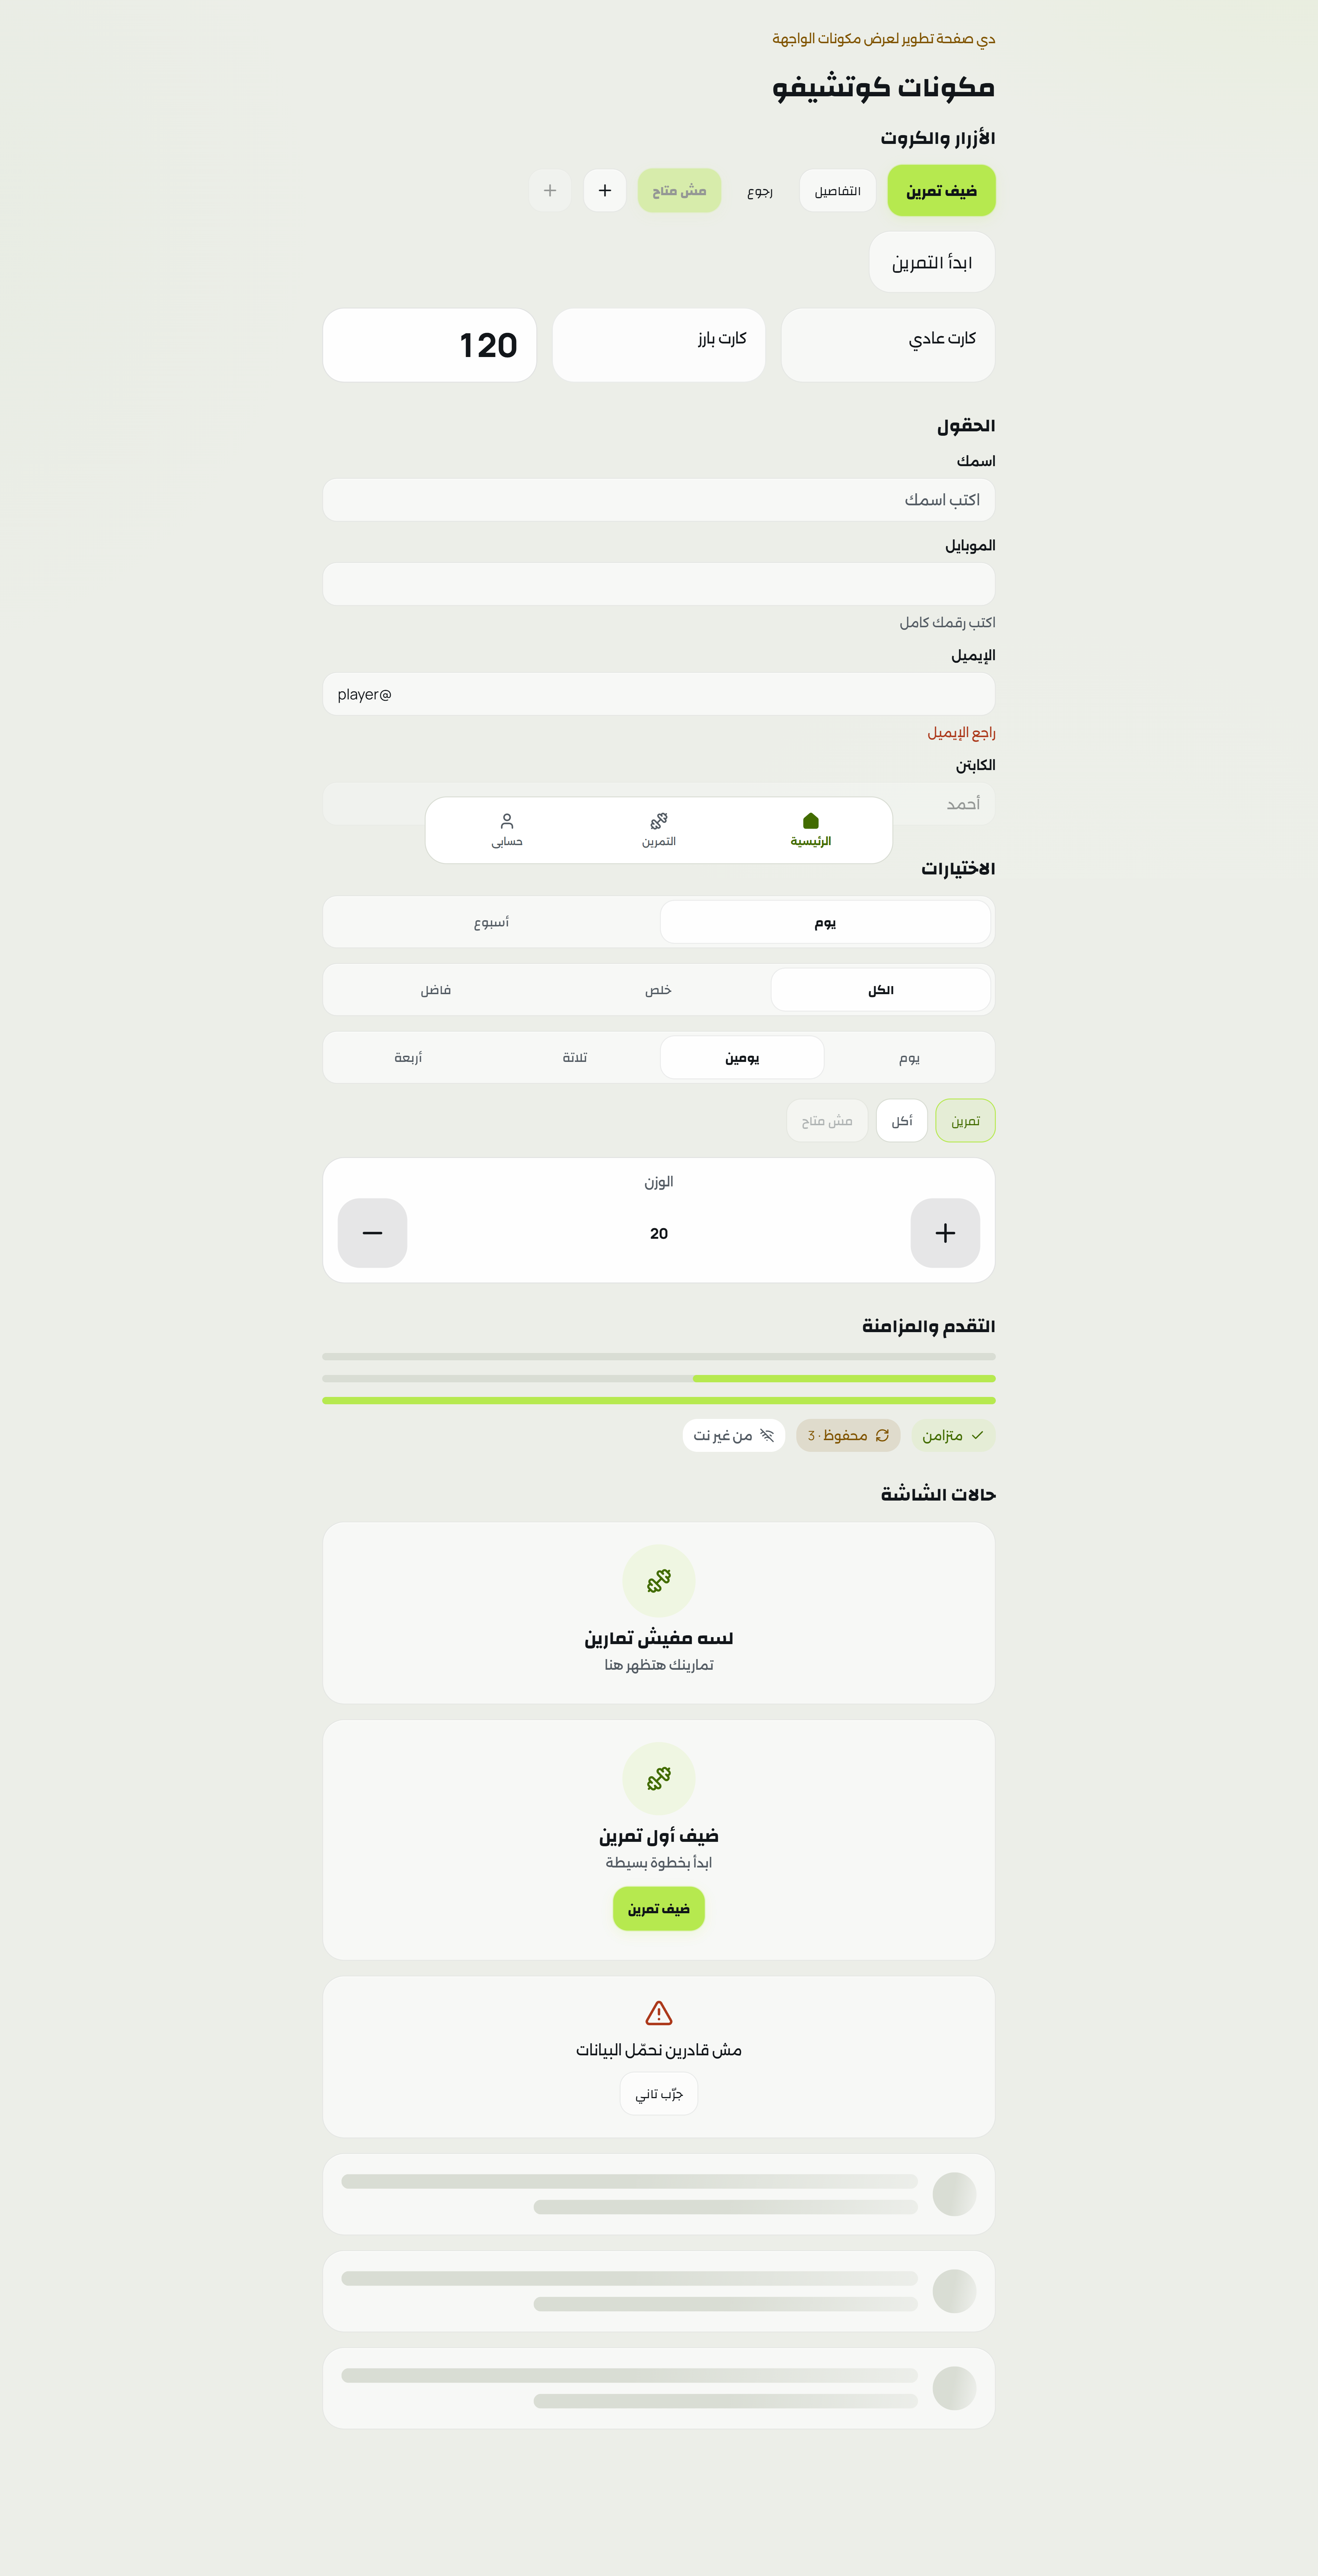 دي صفحة تطوير لعرض مكونات الواجهة
مكونات كوتشيفو
الأزرار والكروت
ضيف تمرين
التفاصيل
رجوع
مش متاح
ابدأ التمرين
كارت عادي
كارت بارز
120
الحقول
اسمك
اكتب اسمك
الموبايل
اكتب رقمك كامل
الإيميل
player@
راجع الإيميل
الكابتن
أحمد
الرئيسية
التمرين
حسابي
الاختيارات
يوم
أسبوع
الكل
خلص
فاضل
يوم
يومين
تلاتة
أربعة
تمرين
أكل
مش متاح
الوزن
20
التقدم والمزامنة
متزامن
محفوظ · 3
من غير نت
حالات الشاشة
لسه مفيش تمارين
تمارينك هتظهر هنا
ضيف أول تمرين
ابدأ بخطوة بسيطة
ضيف تمرين
مش قادرين نحمّل البيانات
جرّب تاني